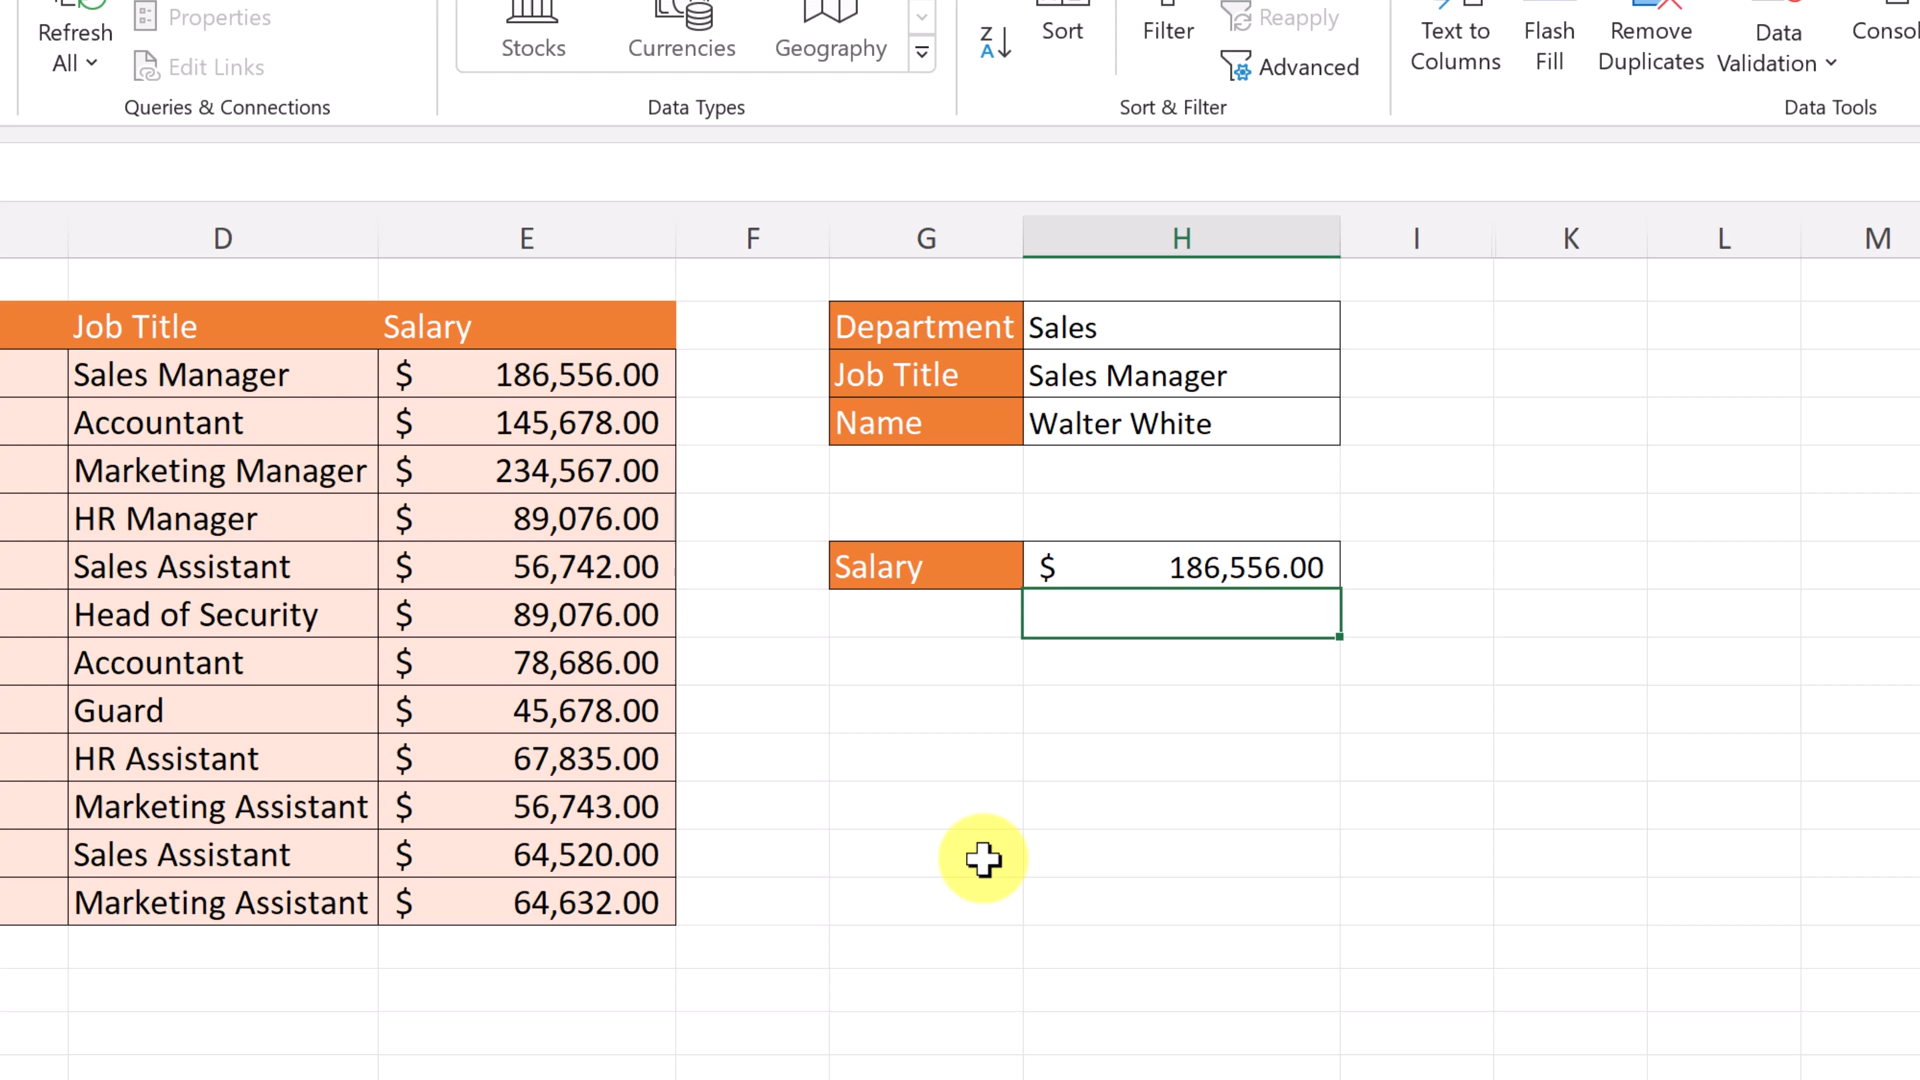 Refresh All
Properties
Edit Links
Queries & Connections
Stocks
Currencies
Geography
Data Types
Z
A
Sort
Filter
Reapply
Advanced
Sort & Filter
Text to Columns
Flash Fill
Remove Duplicates
Data Validation
Data Tools
D E F G H I K L M
Job Title Salary
Sales Manager $ 186,556.00
Accountant $ 145,678.00
Marketing Manager $ 234,567.00
HR Manager $ 89,076.00
Sales Assistant $ 56,742.00
Head of Security $ 89,076.00
Accountant $ 78,686.00
Guard $ 45,678.00
HR Assistant $ 67,835.00
Marketing Assistant $ 56,743.00
Sales Assistant $ 64,520.00
Marketing Assistant $ 64,632.00
Department Sales
Job Title Sales Manager
Name Walter White
Salary $ 186,556.00